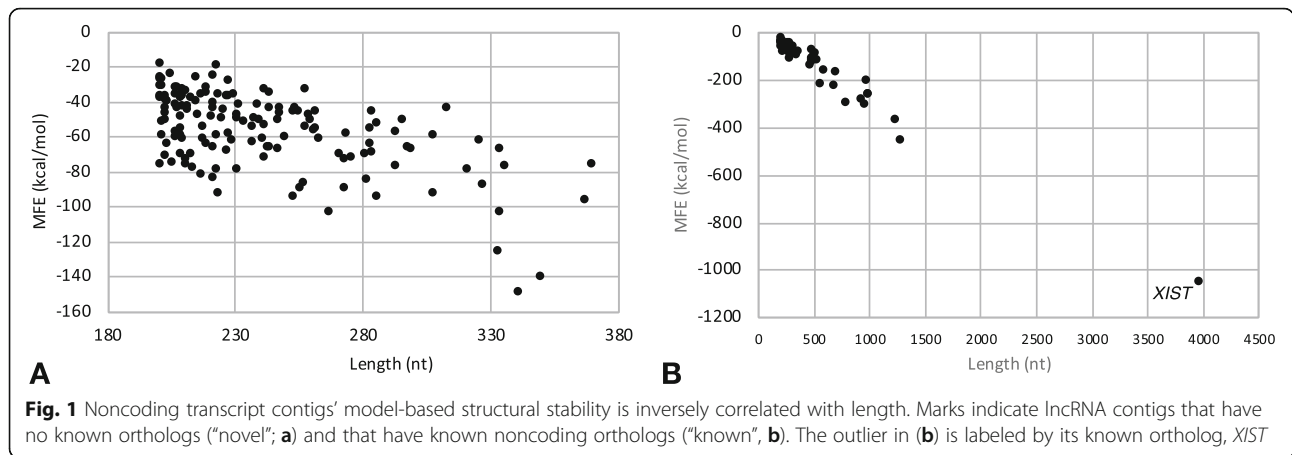 0
-20
-40
-60
-80
-100
-120
-140
-160
MFE (kcal/mol)
180 230 280 330 380
Length (nt)
A
0
-200
-400
-600
-800
-1000
-1200
MFE (kcal/mol)
XIST
0 500 1000 1500 2000 2500 3000 3500 4000 4500
Length (nt)
B
Fig. 1 Noncoding transcript contigs’ model-based structural stability is inversely correlated with length. Marks indicate lncRNA contigs that have
no known orthologs (“novel”; a) and that have known noncoding orthologs (“known”, b). The outlier in (b) is labeled by its known ortholog, XIST